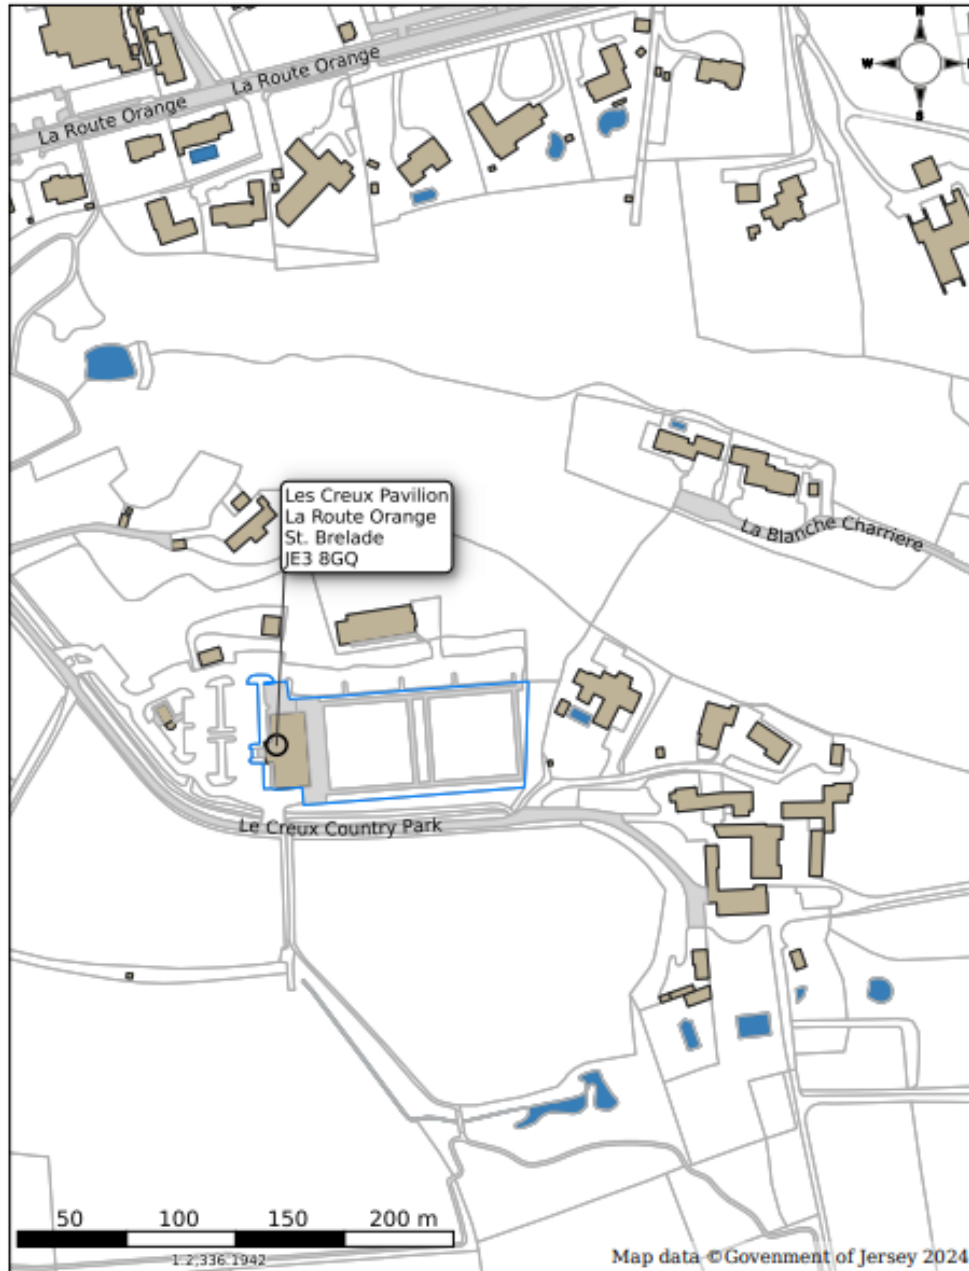 N
W
S
La Route Orange
La Route Orange
Les Creux Pavilion
La Route Orange
St. Brelade
JE3 8GQ
La Blanche Charriere
Le Creux Country Park
50 100 150 200 m
1:2,336.1942
Map data ©Govenment of Jersey 2024